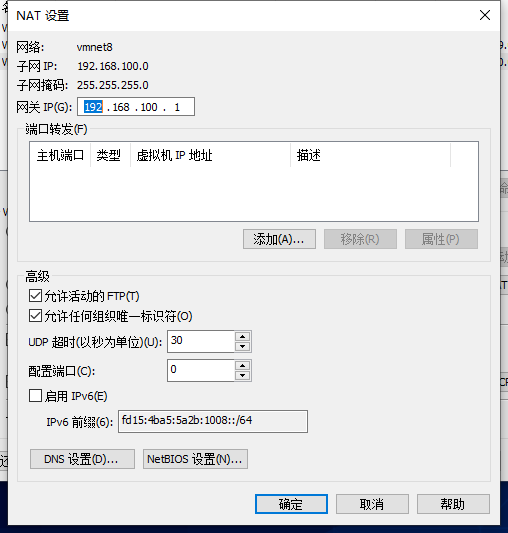 NAT 设置
网络: vmnet8
子网 IP: 192.168.100.0
子网掩码: 255.255.255.0
网关 IP(G): 192 . 168 . 100 . 1
端口转发(F)
主机端口 类型 虚拟机 IP 地址 描述
添加(A)... 移除(R) 属性(P)
高级
允许活动的 FTP(T)
允许任何组织唯一标识符(O)
UDP 超时(以秒为单位)(U): 30
配置端口(C): 0
启用 IPv6(E)
IPv6 前缀(6): fd15:4ba5:5a2b:1008::/64
DNS 设置(D)... NetBIOS 设置(N)...
确定 取消 帮助